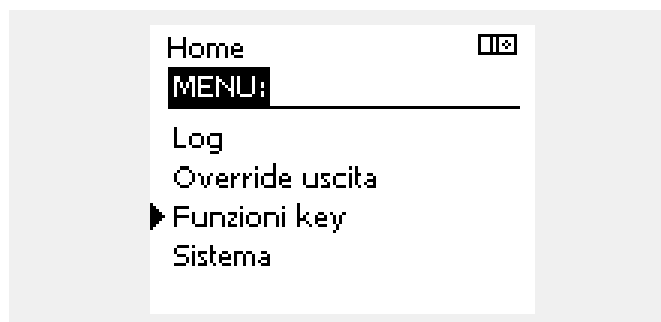 Home
MENU:
Log
Override uscita
Funzioni key
Sistema